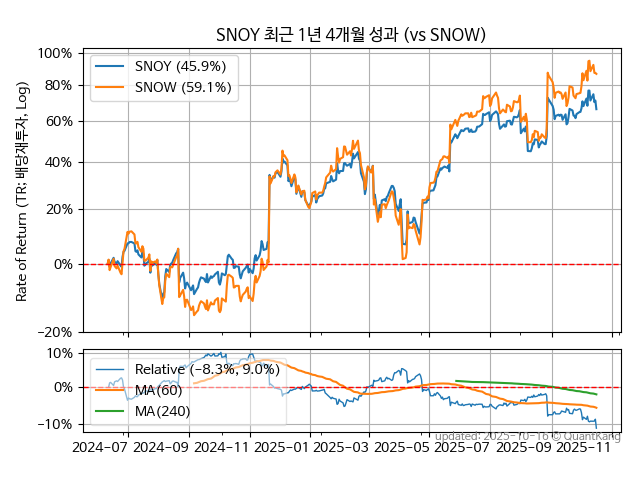 SNOY 최근 1년 4개월 성과 (vs SNOW)
Rate of Return (TR: 배당재투자, Log)
100%
80%
60%
40%
20%
0%
−20%
SNOY (45.9%)
SNOW (59.1%)
10%
0%
−10%
Relative (−8.3%, 9.0%)
MA(60)
MA(240)
2024−07 2024−09 2024−11 2025−01 2025−03 2025−05 2025−07 2025−09 2025−11
updated: 2025−10−16 © QuantKang